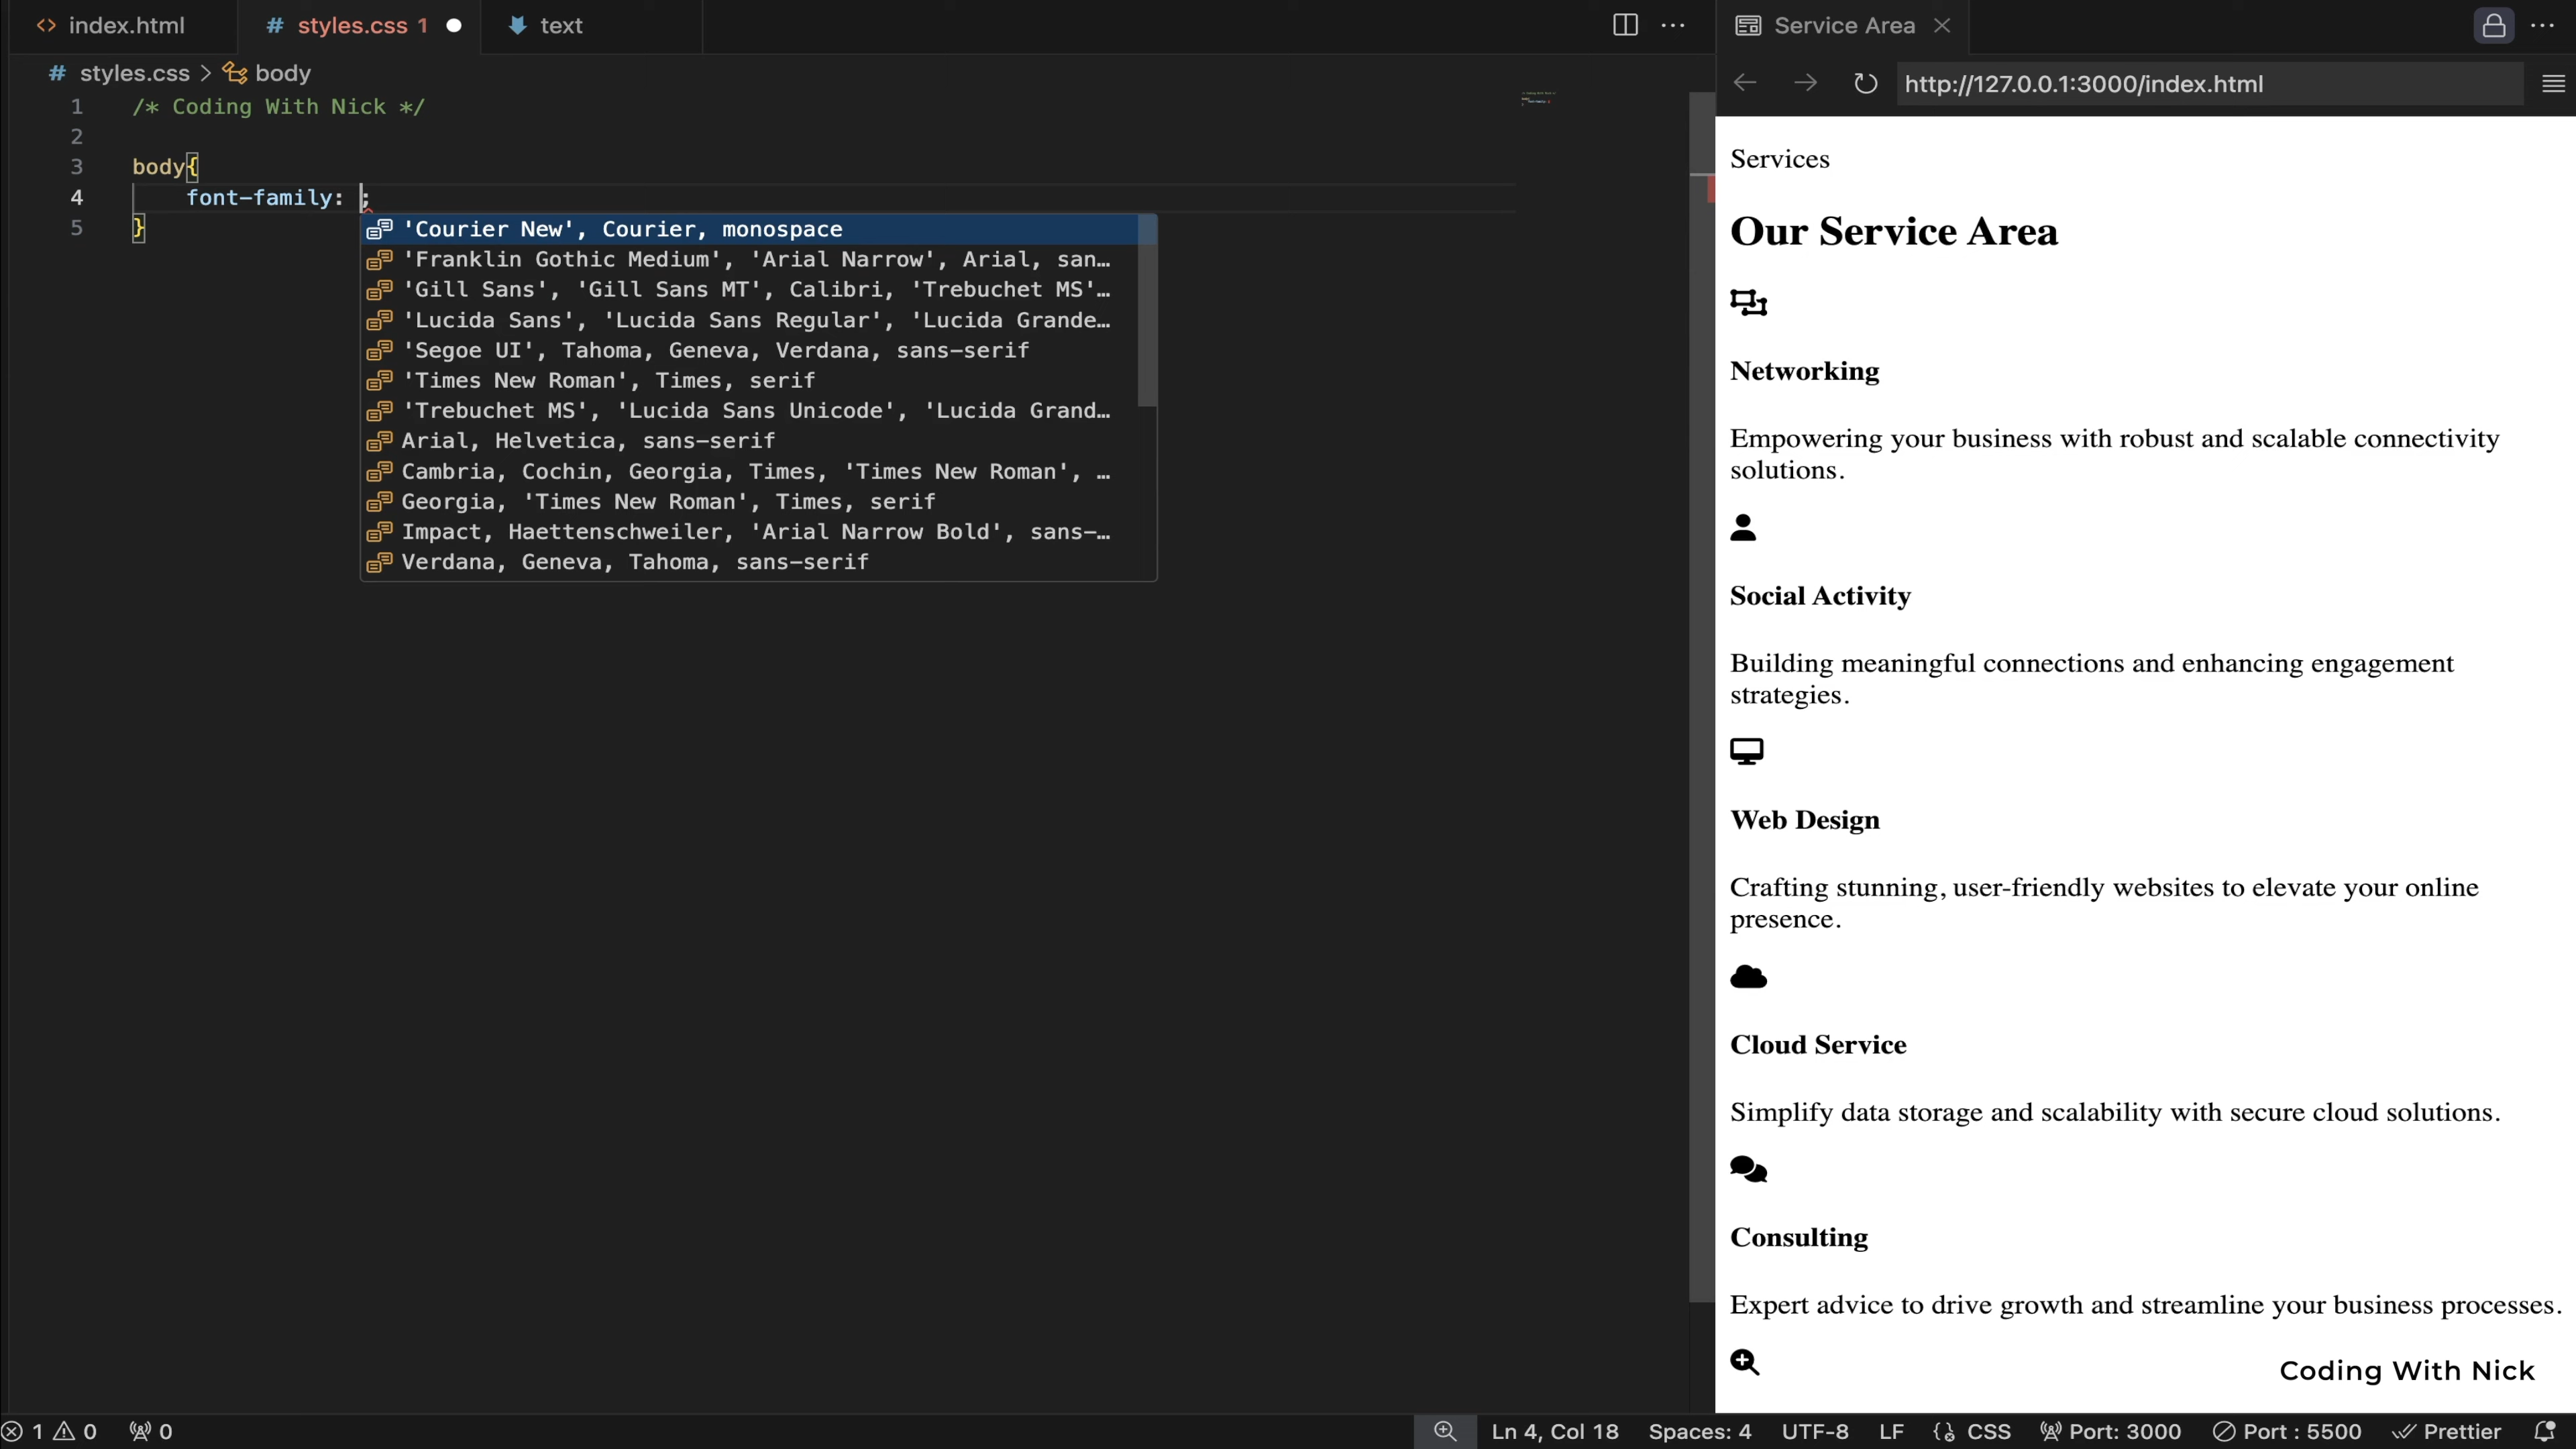 index.html
styles.css 1
text
styles.css > body
1 /* Coding With Nick */
2
3 body{
4 font-family: ;
5 }
'Courier New', Courier, monospace
'Franklin Gothic Medium', 'Arial Narrow', Arial, san…
'Gill Sans', 'Gill Sans MT', Calibri, 'Trebuchet MS'…
'Lucida Sans', 'Lucida Sans Regular', 'Lucida Grande…
'Segoe UI', Tahoma, Geneva, Verdana, sans-serif
'Times New Roman', Times, serif
'Trebuchet MS', 'Lucida Sans Unicode', 'Lucida Grand…
Arial, Helvetica, sans-serif
Cambria, Cochin, Georgia, Times, 'Times New Roman', …
Georgia, 'Times New Roman', Times, serif
Impact, Haettenschweiler, 'Arial Narrow Bold', sans-…
Verdana, Geneva, Tahoma, sans-serif
Service Area
http://127.0.0.1:3000/index.html
Services
Our Service Area
Networking
Empowering your business with robust and scalable connectivity
solutions.
Social Activity
Building meaningful connections and enhancing engagement
strategies.
Web Design
Crafting stunning, user-friendly websites to elevate your online
presence.
Cloud Service
Simplify data storage and scalability with secure cloud solutions.
Consulting
Expert advice to drive growth and streamline your business processes.
Coding With Nick
1 0 0 Ln 4, Col 18 Spaces: 4 UTF-8 LF CSS Port: 3000 Port : 5500 Prettier